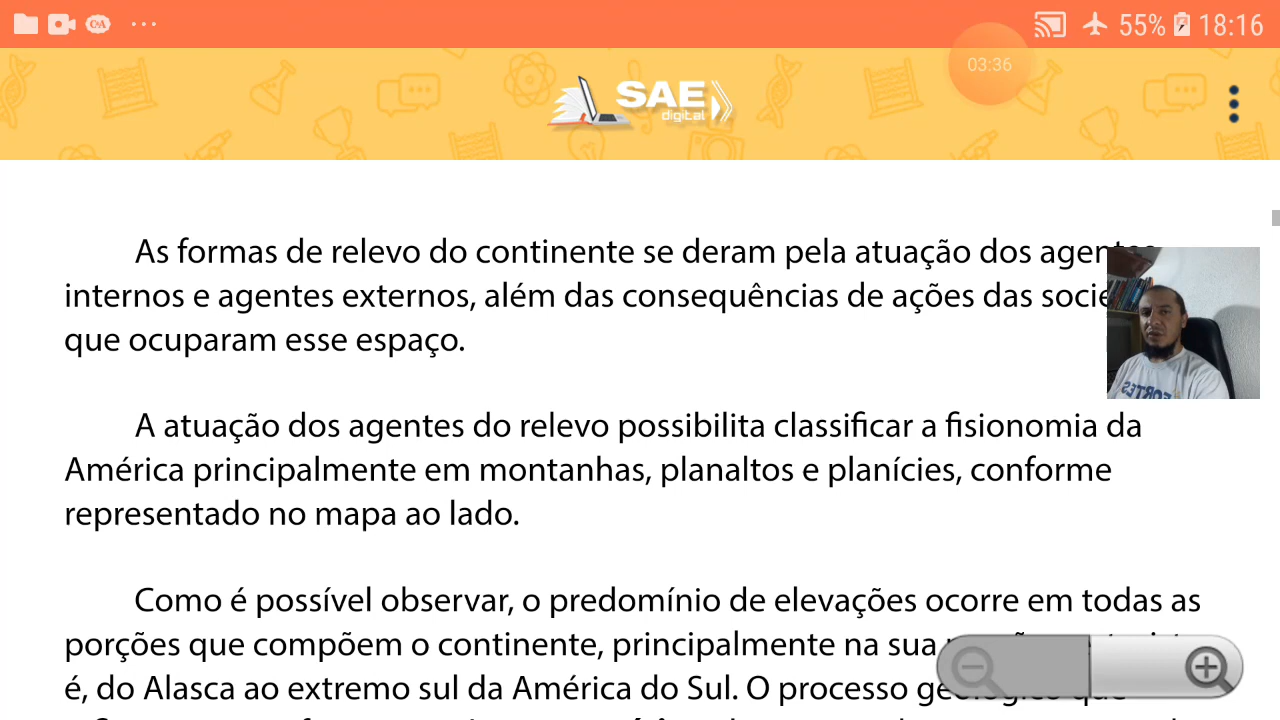 C&A
55% 18:16
03:36
SAE
digital
As formas de relevo do continente se deram pela atuação dos agentes
internos e agentes externos, além das consequências de ações das
que ocuparam esse espaço.
A atuação dos agentes do relevo possibilita classificar a fisionomia da
América principalmente em montanhas, planaltos e planícies, conforme
representado no mapa ao lado.
Como é possível observar, o predomínio de elevações ocorre em todas as
porções que compõem o continente, principalmente na sua
é, do Alasca ao extremo sul da América do Sul. O processo geológico que